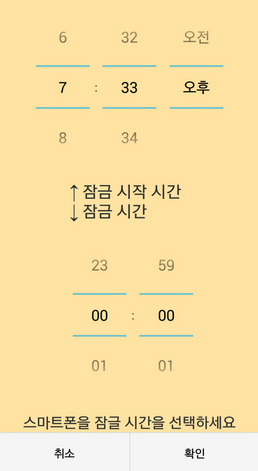 6 32 오전
7 : 33 오후
8 34
↑ 잠금 시작 시간
↓ 잠금 시간
23 59
00 : 00
01 01
스마트폰을 잠글 시간을 선택하세요
취소 확인